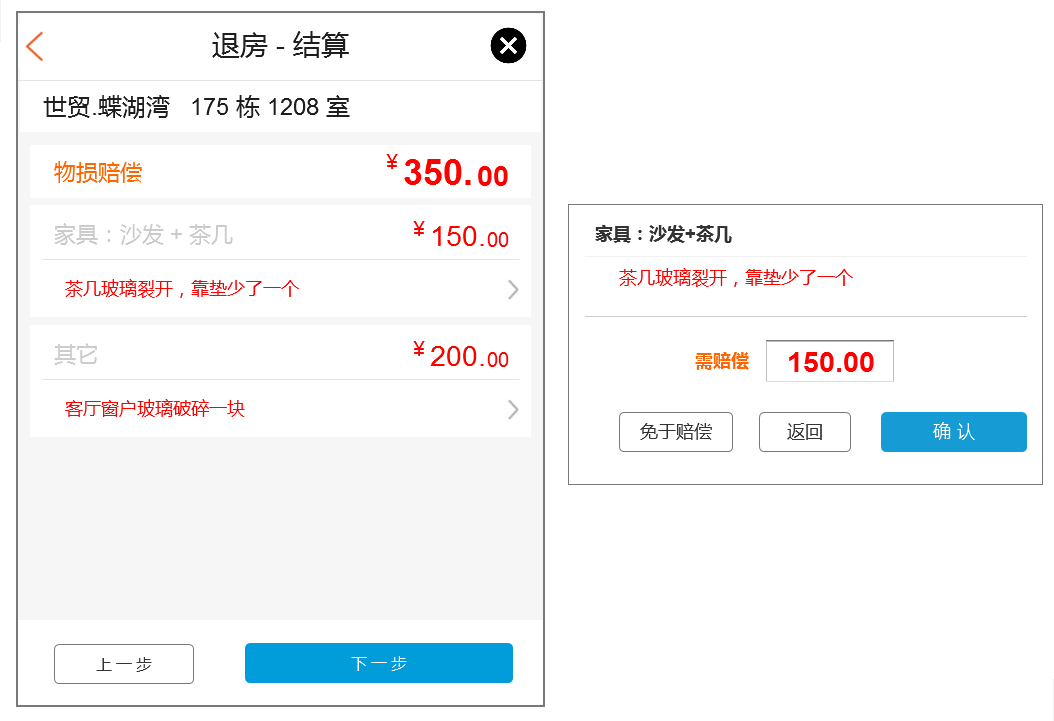 退房 - 结算
世贸.蝶湖湾 175 栋 1208 室
物损赔偿 ¥350.00
家具：沙发 + 茶几 ¥150.00
茶几玻璃裂开，靠垫少了一个
其它 ¥200.00
客厅窗户玻璃破碎一块
上一步 下一步
家具：沙发+茶几
茶几玻璃裂开，靠垫少了一个
需赔偿 150.00
免于赔偿 返回 确 认